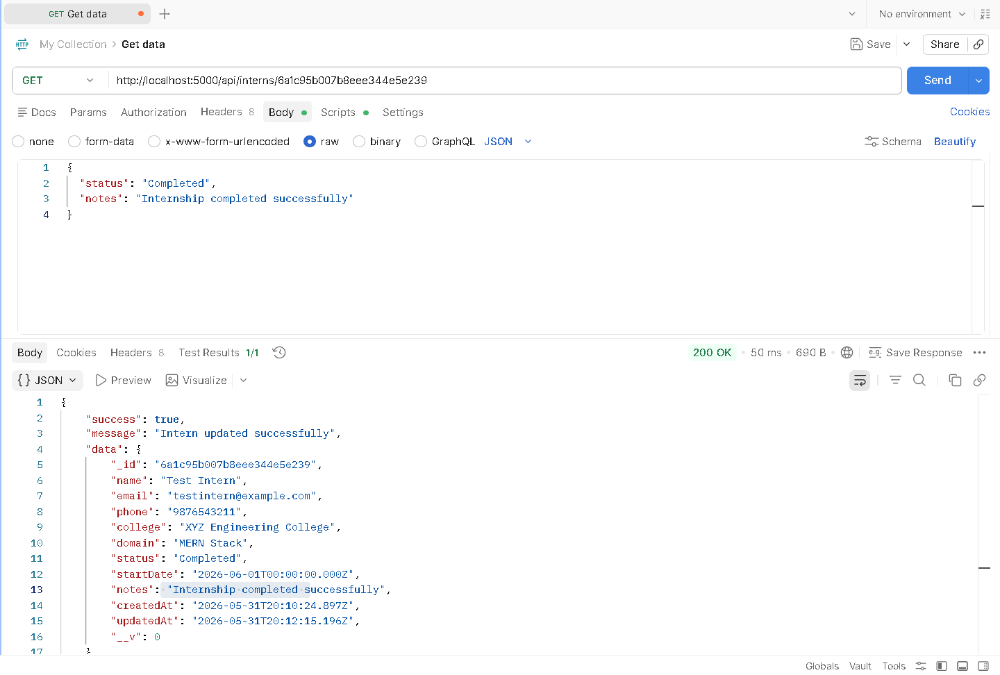 GET Get data
No environment
HTTP My Collection > Get data
Save
Share
GET http://localhost:5000/api/interns/6a1c95b007b8eee344e5e239
Send
Docs Params Authorization Headers 8 Body Scripts Settings
Cookies
none form-data x-www-form-urlencoded raw binary GraphQL JSON
Schema Beautify
1 {
2 "status": "Completed",
3 "notes": "Internship completed successfully"
4 }
Body Cookies Headers 8 Test Results 1/1
200 OK • 50 ms • 690 B • e.g. Save Response
{} JSON Preview Visualize
1 {
2 "success": true,
3 "message": "Intern updated successfully",
4 "data": {
5 "_id": "6a1c95b007b8eee344e5e239",
6 "name": "Test Intern",
7 "email": "testintern@example.com",
8 "phone": "9876543211",
9 "college": "XYZ Engineering College",
10 "domain": "MERN Stack",
11 "status": "Completed",
12 "startDate": "2026-06-01T00:00:00.000Z",
13 "notes": "Internship completed successfully",
14 "createdAt": "2026-05-31T20:10:24.897Z",
15 "updatedAt": "2026-05-31T20:12:15.196Z",
16 "__v": 0
17 }
Globals Vault Tools